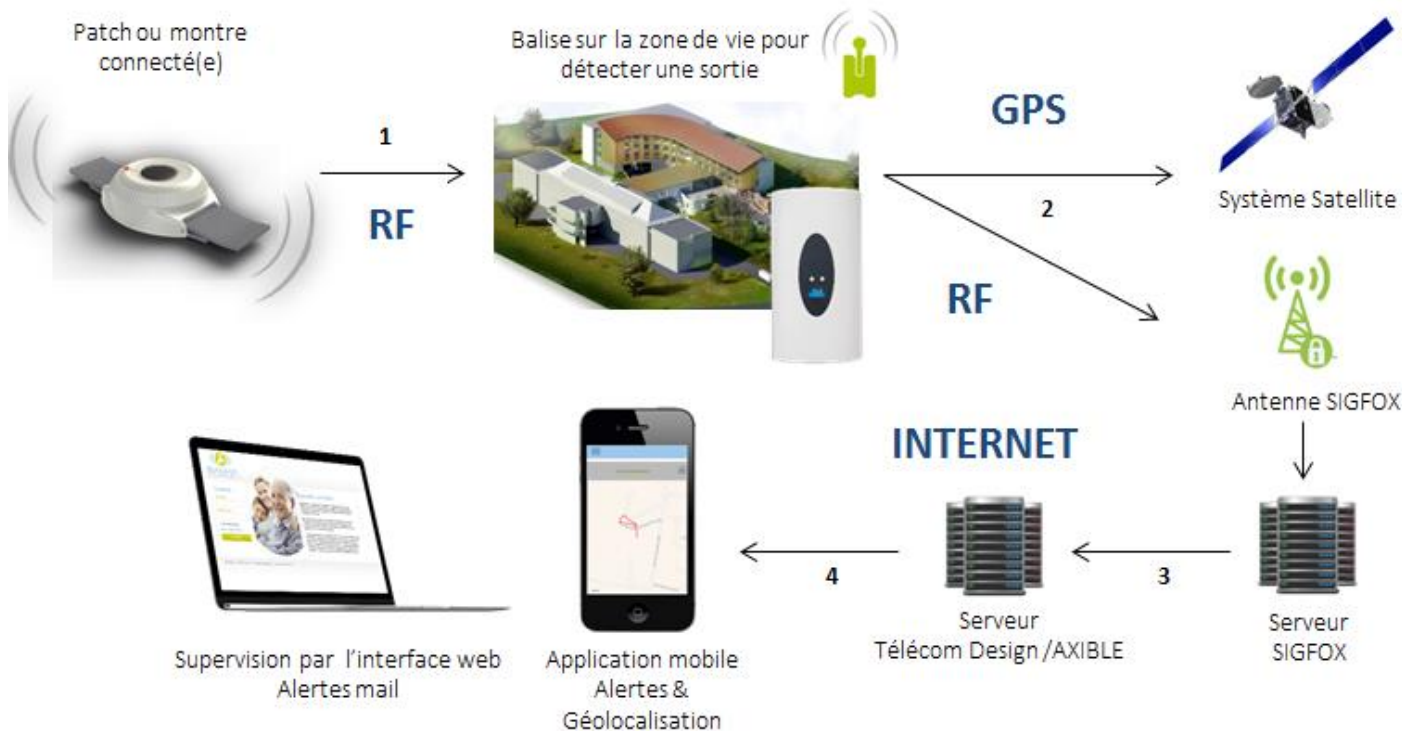 Patch ou montre
connecté(e)
Balise sur la zone de vie pour
détecter une sortie
1
RF
GPS
2
RF
Système Satellite
Antenne SIGFOX
INTERNET
4
3
Serveur
Télécom Design /AXIBLE
Serveur
SIGFOX
Supervision par l'interface web
Alertes mail
Application mobile
Alertes &
Géolocalisation